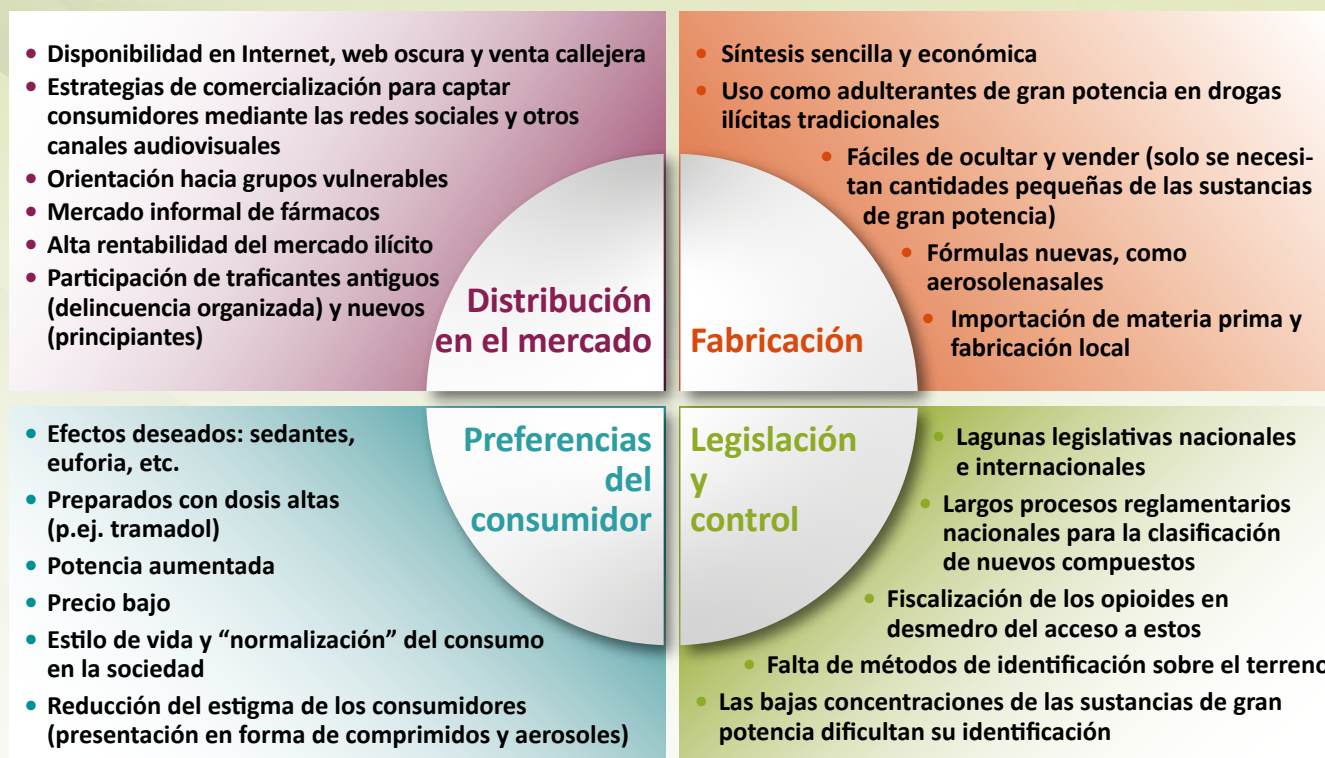 • Disponibilidad en Internet, web oscura y venta callejera
• Estrategias de comercialización para captar
consumidores mediante las redes sociales y otros
canales audiovisuales
• Orientación hacia grupos vulnerables
• Mercado informal de fármacos
• Alta rentabilidad del mercado ilícito
• Participación de traficantes antiguos
(delincuencia organizada) y nuevos
(principiantes)
Distribución
en el mercado
• Síntesis sencilla y económica
• Uso como adulterantes de gran potencia en drogas
ilícitas tradicionales
• Fáciles de ocultar y vender (solo se necesi-
tan cantidades pequeñas de las sustancias
de gran potencia)
• Fórmulas nuevas, como
aerosolenasales
• Importación de materia prima y
fabricación local
Fabricación
• Efectos deseados: sedantes,
euforia, etc.
• Preparados con dosis altas
(p.ej. tramadol)
• Potencia aumentada
• Precio bajo
• Estilo de vida y “normalización” del consumo
en la sociedad
• Reducción del estigma de los consumidores
(presentación en forma de comprimidos y aerosoles)
Preferencias
del
consumidor
Legislación
y
control
• Lagunas legislativas nacionales
e internacionales
• Largos procesos reglamentarios
nacionales para la clasificación
de nuevos compuestos
• Fiscalización de los opioides en
desmedro del acceso a estos
• Falta de métodos de identificación sobre el terreno
• Las bajas concentraciones de las sustancias de gran
potencia dificultan su identificación